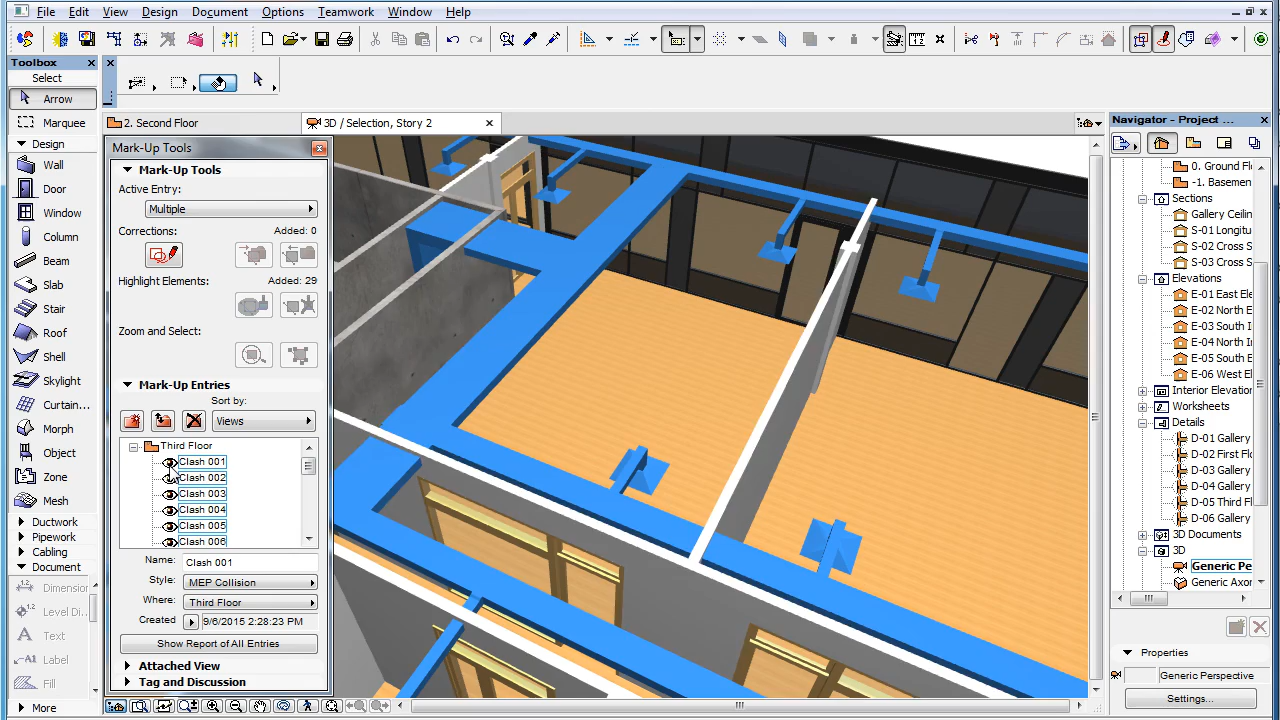 File Edit View Design Document Options Teamwork Window Help
Toolbox
Select
Arrow
Marquee
Design
Wall
Door
Window
Column
Beam
Slab
Stair
Roof
Shell
Skylight
Curtain...
Morph
Object
Zone
Mesh
Ductwork
Pipework
Cabling
Document
Dimensio
Level Di...
Text
Label
Fill
More
2. Second Floor
3D / Selection, Story 2
Mark-Up Tools
Mark-Up Tools
Active Entry:
Multiple
Corrections: Added: 0
Highlight Elements: Added: 29
Zoom and Select:
Mark-Up Entries
Sort by:
Views
Third Floor
Clash 001
Clash 002
Clash 003
Clash 004
Clash 005
Clash 006
Name: Clash 001
Style: MEP Collision
Where: Third Floor
Created 9/6/2015 2:28:23 PM
Show Report of All Entries
Attached View
Tag and Discussion
Navigator - Project ...
0. Ground Fl
-1. Basemen
Sections
Gallery Ceilin
S-01 Longitu
S-02 Cross S
S-03 Cross S
Elevations
E-01 East Ele
E-02 North E
E-03 South I
E-04 North I
E-05 South E
E-06 West El
Interior Elevatio
Worksheets
Details
D-01 Gallery
D-02 First Fl
D-03 Gallery
D-04 Gallery
D-05 Third Fl
D-06 Gallery
3D Documents
3D
Generic Pe
Generic Axon
Properties
Generic Perspective
Settings...